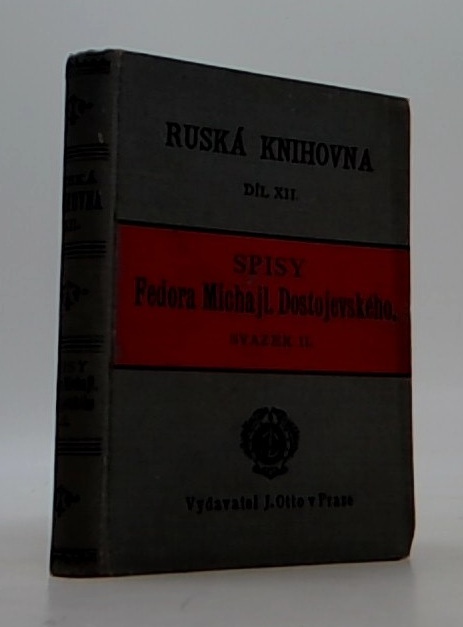 RUSKÁ KNIHOVNA
DÍL XII.
SPISY
Fedora Michajl. Dostojevského.
SVAZEK II.
Vydavatel J. Otto v Praze